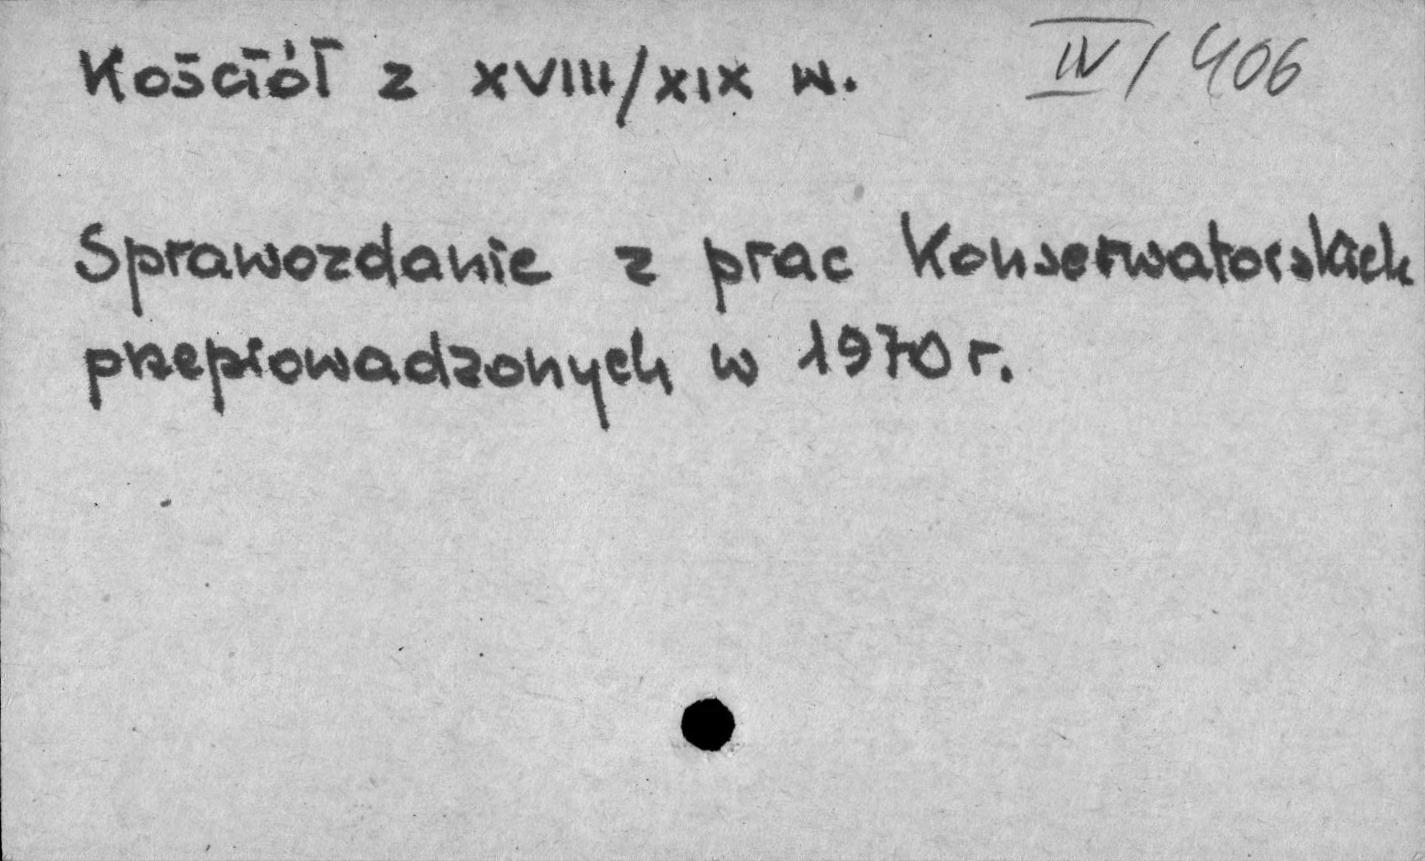 Kościół z XVIII/XIX w. IV/406
Sprawozdanie z prac Konserwatorskich
przeprowadzonych w 1970 r.